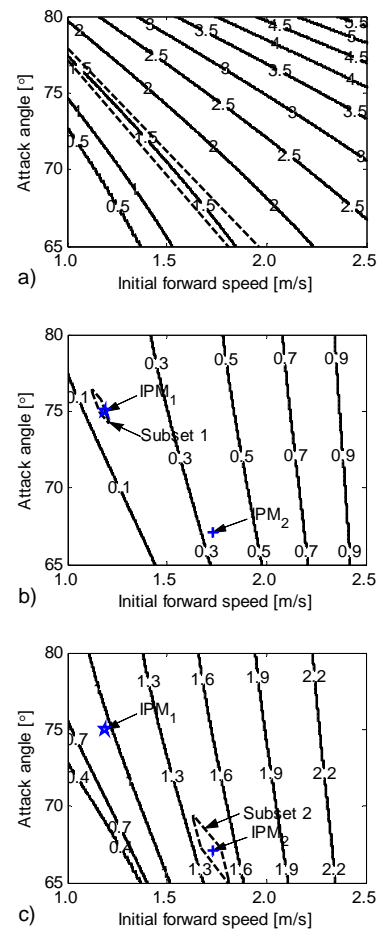 80
4.5 5.5
2 2.5 3 3.5 4 5
4.5
1.5 4
75
3.5
1 2 2.5 3 3.5
0.5 1.5
3
70
2 2.5
0.5 1.5 2 2.5
65
1.0 1.5 2.0 2.5
Attack angle [°]
Initial forward speed [m/s]
a)
80
0.3 0.5 0.7 0.9
0.1 IPM1
75
Subset 1
0.3 0.5 0.7 0.9
70
0.1
IPM2
65
0.3 0.5 0.7 0.9
1.0 1.5 2.0 2.5
Attack angle [°]
Initial forward speed [m/s]
b)
80
1.3 1.6 1.9 2.2
IPM1
75
0.7
0.4 1.3 1.6 1.9 2.2
70
Subset 2
0.7
0.4 IPM2
1.3 1.6 1.9 2.2
65
1.0 1.5 2.0 2.5
Attack angle [°]
Initial forward speed [m/s]
c)